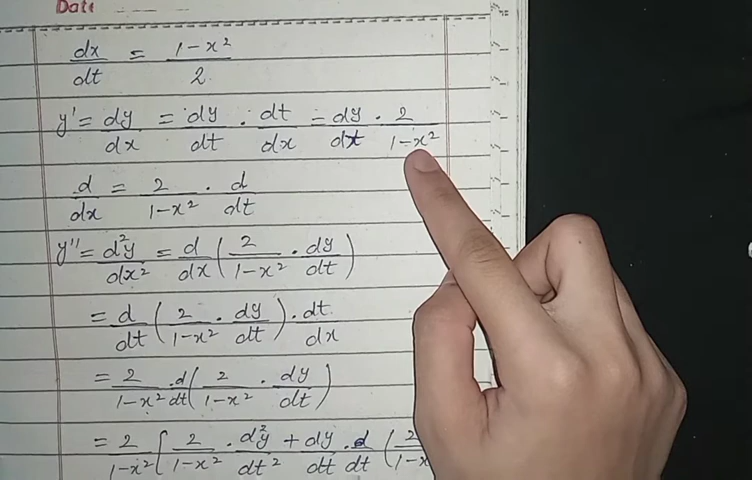 Date
dx/dt = 1-x²/2
y' = dy/dx = dy/dt · dt/dx = dy/dt · 2/1-x²
d/dx = 2/1-x² · d/dt
y'' = d²y/dx² = d/dx (2/1-x² · dy/dt)
= d/dt (2/1-x² · dy/dt) · dt/dx
= 2/1-x² · d/dt (2/1-x² · dy/dt)
= 2/1-x² [2/1-x² · d²y/dt² + dy/dt · d/dt (2/1-x